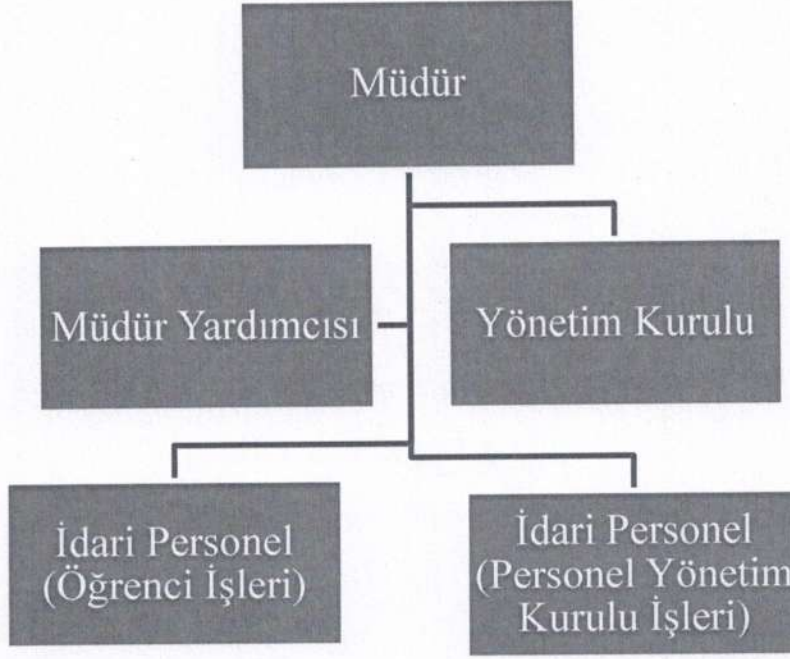 Müdür
Müdür Yardımcısı
Yönetim Kurulu
İdari Personel
(Öğrenci İşleri)
İdari Personel
(Personel Yönetim
Kurulu İşleri)